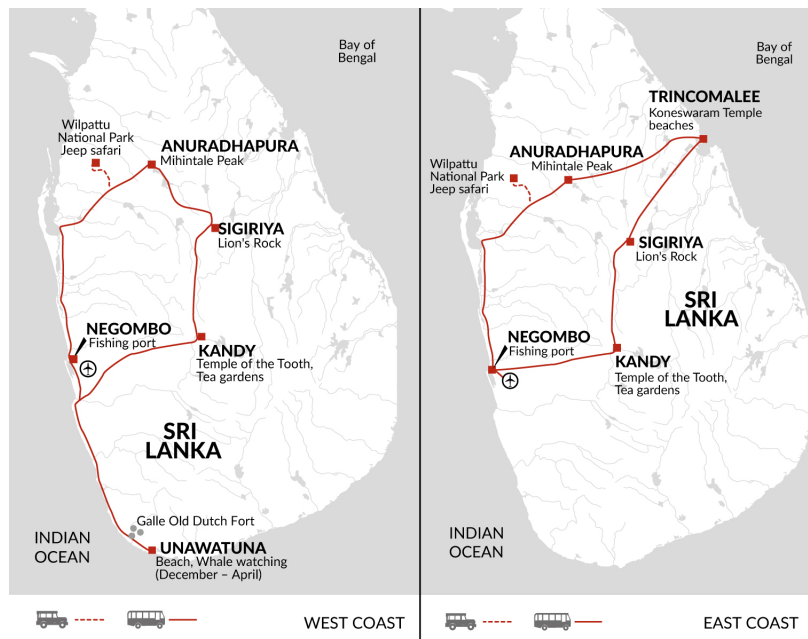 Bay of
Bengal
Wilpattu
National Park
Jeep safari
ANURADHAPURA
Mihintale Peak
SIGIRIYA
Lion's Rock
NEGOMBO
Fishing port
KANDY
Temple of the Tooth,
Tea gardens
SRI
LANKA
Galle Old Dutch Fort
INDIAN
OCEAN
UNAWATUNA
Beach, Whale watching
(December – April)
WEST COAST
Bay of
Bengal
TRINCOMALEE
Koneswaram Temple
beaches
Wilpattu
National Park
Jeep safari
ANURADHAPURA
Mihintale Peak
SIGIRIYA
Lion's Rock
SRI
LANKA
NEGOMBO
Fishing port
KANDY
Temple of the Tooth,
Tea gardens
INDIAN
OCEAN
EAST COAST